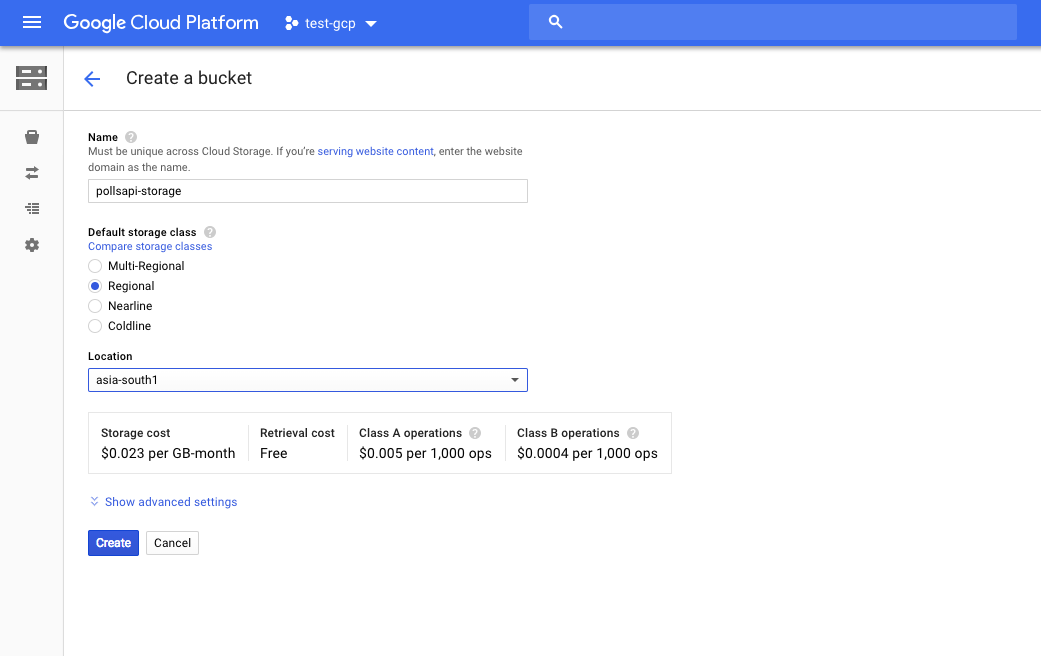 Google Cloud Platform
test-gcp
Create a bucket
Name
Must be unique across Cloud Storage. If you're serving website content, enter the website
domain as the name.
pollsapi-storage
Default storage class
Compare storage classes
Multi-Regional
Regional
Nearline
Coldline
Location
asia-south1
Storage cost
$0.023 per GB-month
Retrieval cost
Free
Class A operations
$0.005 per 1,000 ops
Class B operations
$0.0004 per 1,000 ops
Show advanced settings
Create
Cancel